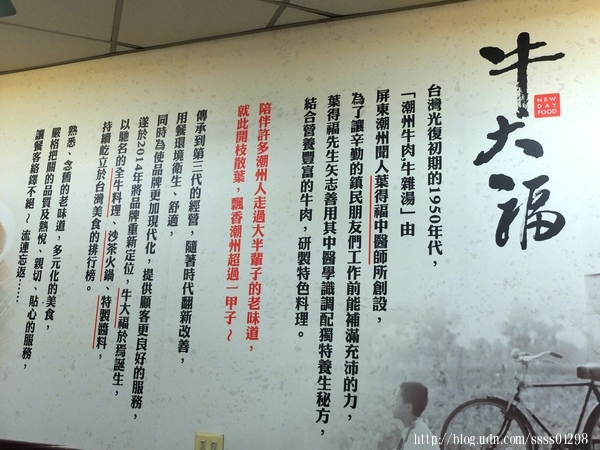 牛大福
NEW
DAY
FOOD
台灣光復初期的1950年代，
「潮州牛肉.牛雜湯」由
屏東潮州聞人葉得福中醫師所創設，
為了讓辛勤的鎮民朋友們工作前能補滿充沛的力，
葉得福先生矢志善用其中醫學識調配獨特養生秘方，
結合營養豐富的牛肉，研製特色料理。
陪伴許多潮州人走過大半輩子的老味道，
就此開枝散葉，飄香潮州超過一甲子～
傳承到第三代的經營，隨著時代翻新改善，
用餐環境衛生、舒適，
同時為使品牌更加現代化，提供顧客更良好的服務，
遂於2014年將品牌重新定位，牛大福於焉誕生，
以馳名的全牛料理、沙茶火鍋、特製醬料，
持續屹立於台灣美食的排行榜。
熟悉、念舊的老味道，多元化的美食，
嚴格把關的品質及熱悅、親切、貼心的服務，
讓饕客絡繹不絕～流連忘返……
http://blog.udn.com/ssss01298